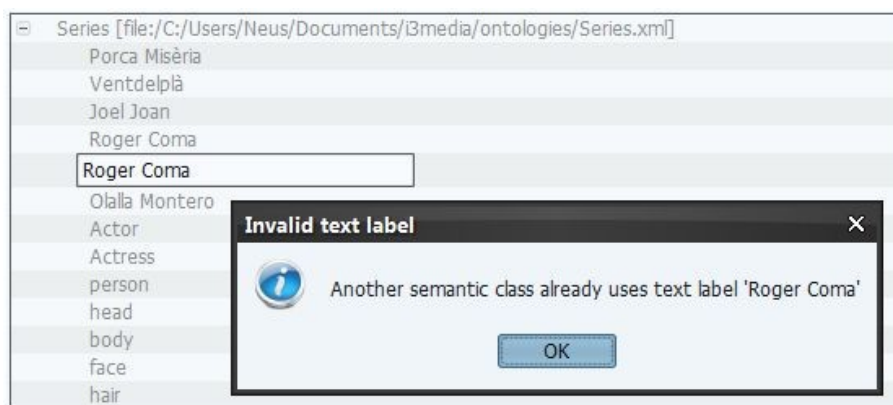 Series [file:/C:/Users/Neus/Documents/i3media/ontologies/Series.xml]
Porca Misèria
Ventdelplà
Joel Joan
Roger Coma
Roger Coma
Olalla Montero
Actor
Actress
person
head
body
face
hair
Invalid text label
Another semantic class already uses text label 'Roger Coma'
OK